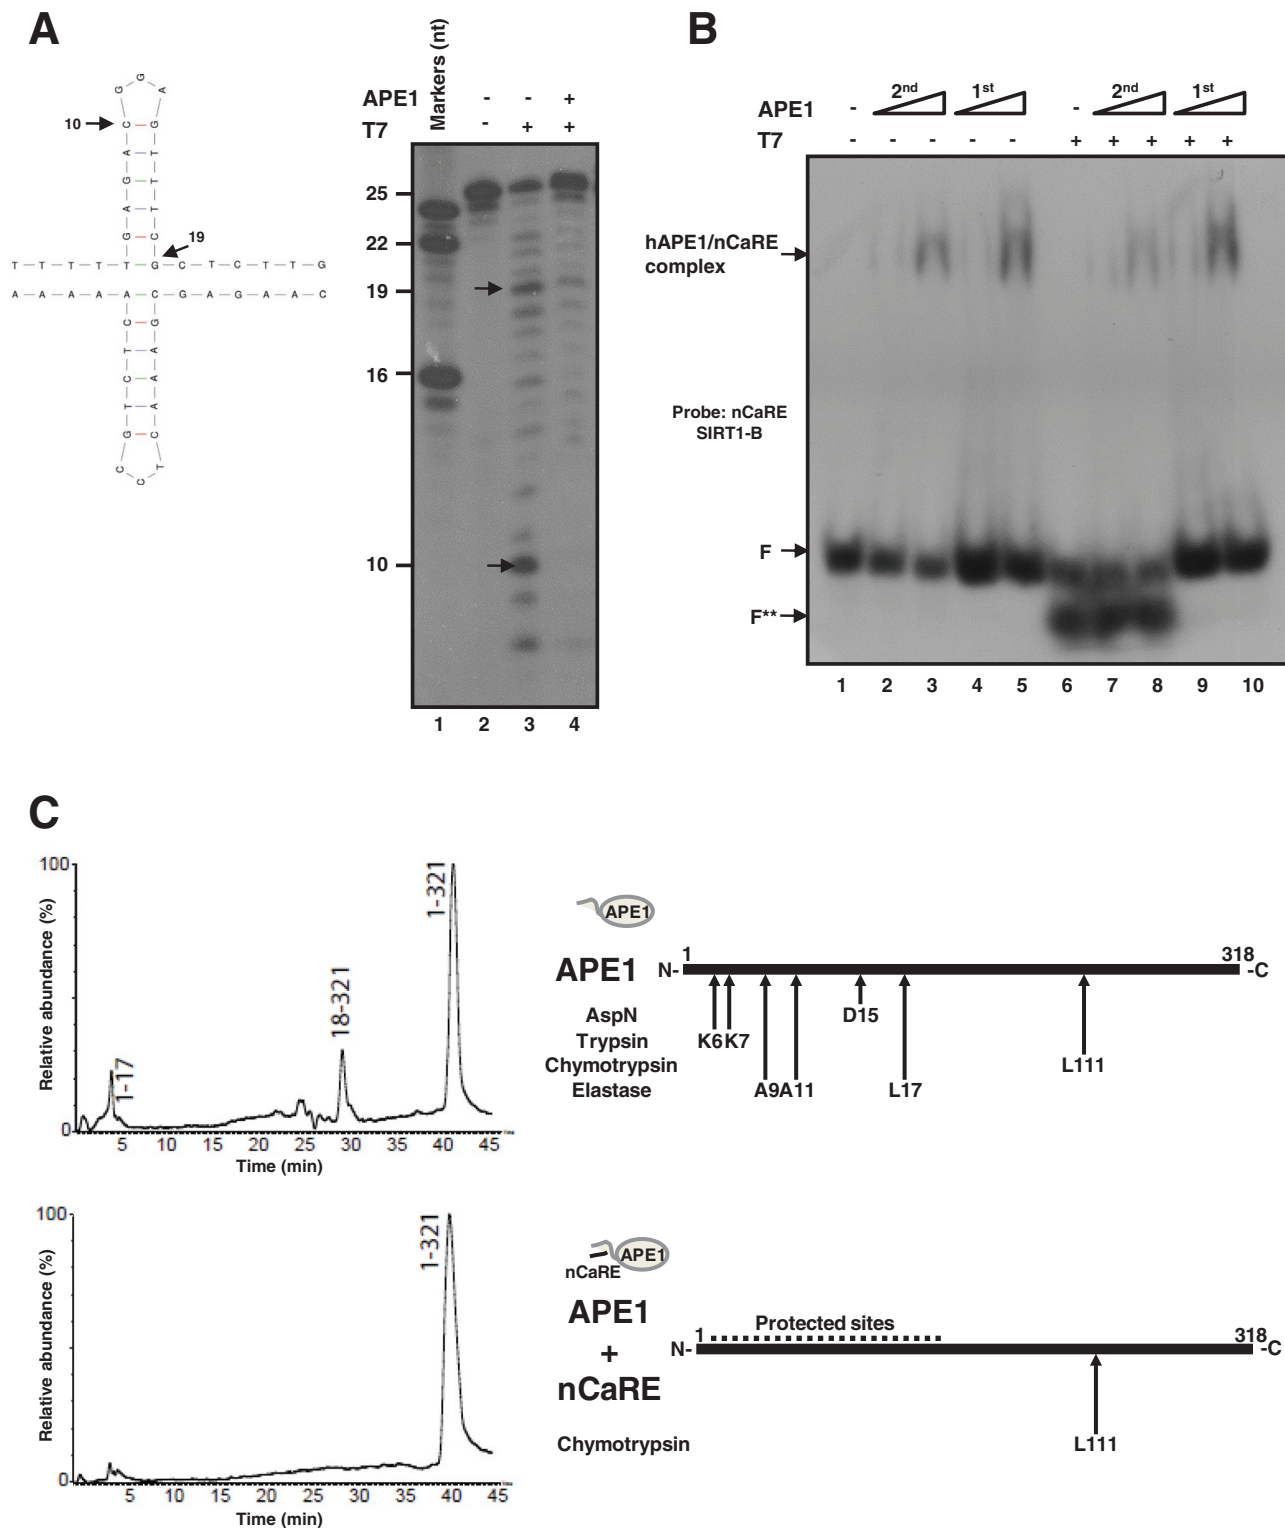 A
B
Markers (nt)
APE1 - - +
T7 - + +
25
22
19
16
10
1 2 3 4
10
19
G
G A
G
C G
A T
G T
A T
G C
T T T T T T G C T C T T G
A A A A A A C G A G A A C
C G
T A
C A
T A
G C
C T
C
APE1 - 2nd 1st - 2nd 1st
T7 - - - - - + + + + +
hAPE1/nCaRE
complex
Probe: nCaRE
SIRT1-B
F
F**
1 2 3 4 5 6 7 8 9 10
C
100
0
Relative abundance (%)
1-17
18-321
1-321
5 10 15 20 25 30 35 40 45
Time (min)
APE1
APE1
N-
1
318
-C
AspN
Trypsin
Chymotrypsin
Elastase
D15
K6K7
L111
A9A11
L17
100
0
Relative abundance (%)
1-321
5 10 15 20 25 30 35 40 45
Time (min)
APE1
nCaRE
APE1
+
nCaRE
Protected sites
N-
1
318
-C
Chymotrypsin
L111